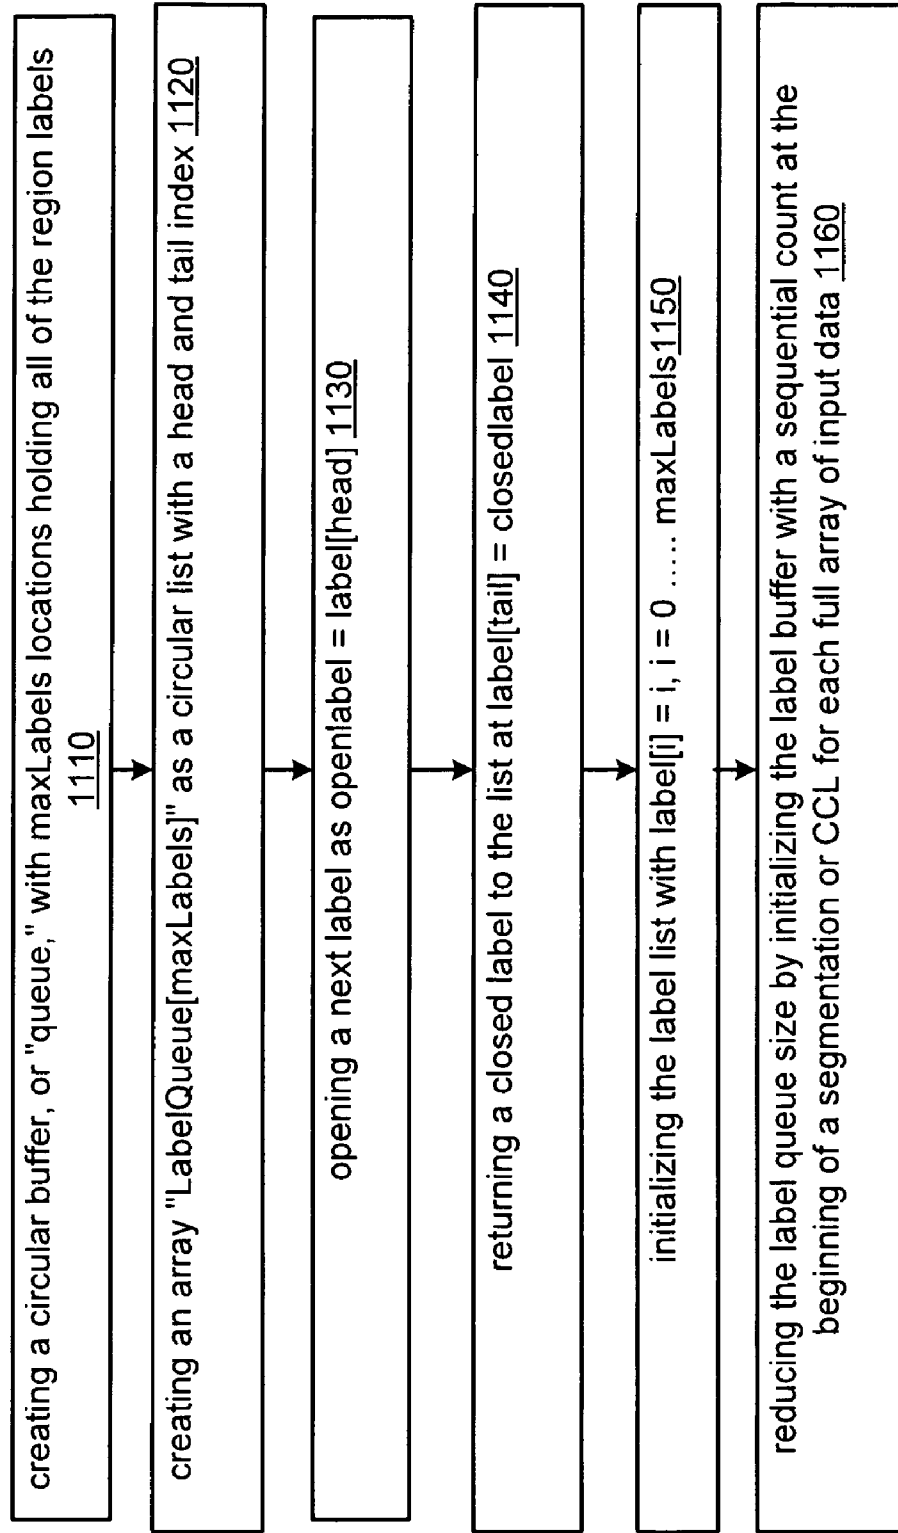 creating a circular buffer, or "queue," with maxLabels locations holding all of the region labels
1110
creating an array "LabelQueue[maxLabels]" as a circular list with a head and tail index 1120
opening a next label as openlabel = label[head] 1130
returning a closed label to the list at label[tail] = closedlabel 1140
initializing the label list with label[i] = i, i = 0 ..... maxLabels1150
reducing the label queue size by initializing the label buffer with a sequential count at the
beginning of a segmentation or CCL for each full array of input data 1160